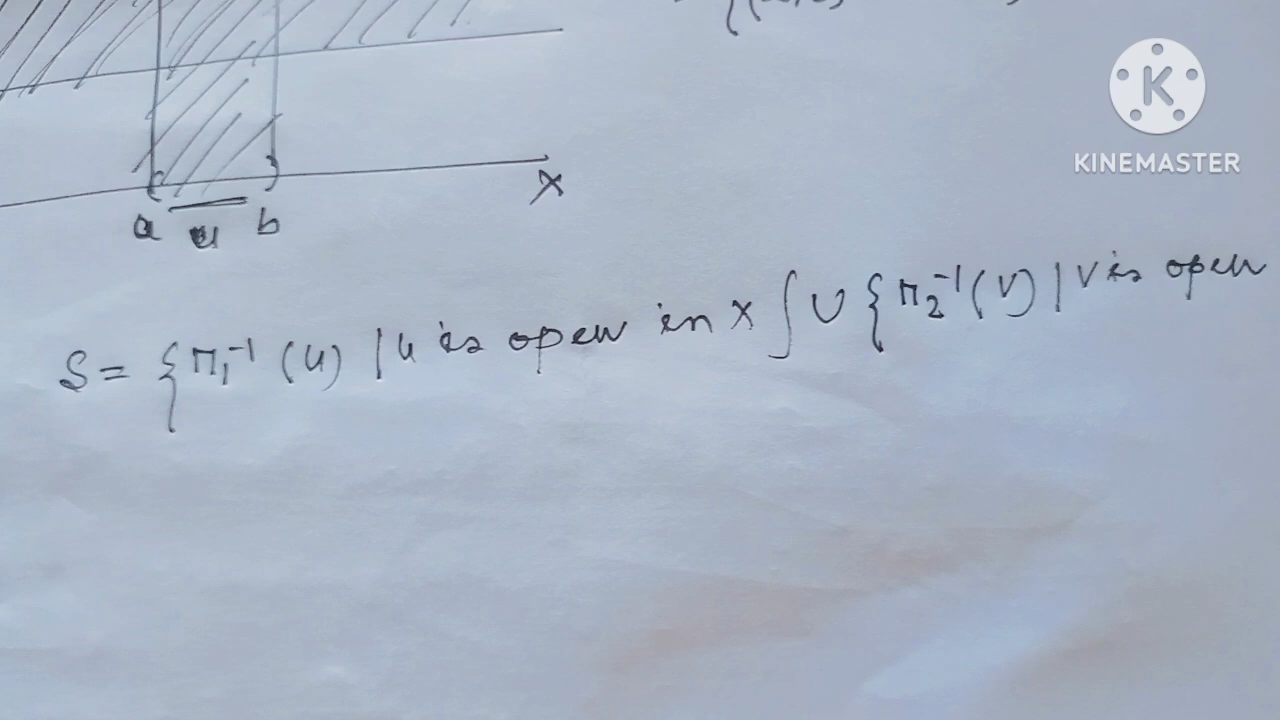 K
KINEMASTER
X
a u b
S = { π₁⁻¹ (U) | U is open in X } ∪ { π₂⁻¹ (V) | V is open